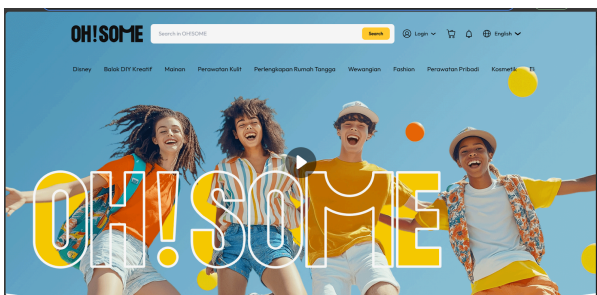 OH!SOME
Search in OH!SOME Search Login English
Disney Balok DIY Kreatif Mainan Perawatan Kulit Perlengkapan Rumah Tangga Wewangian Fashion Perawatan Pribadi Kosmetik
OH!SOME